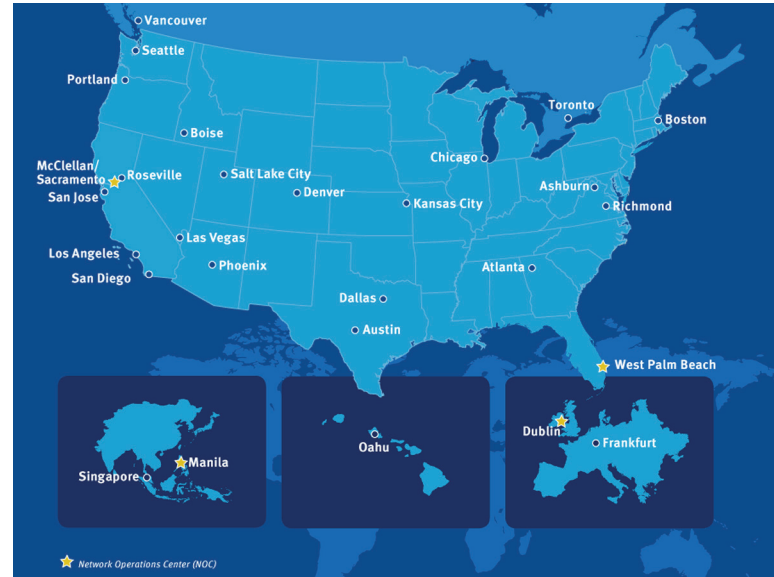 Vancouver
Seattle
Portland
Toronto
Boston
Boise
Chicago
McClellan/
Sacramento
Roseville
Salt Lake City
Ashburn
San Jose
Denver
Kansas City
Richmond
Las Vegas
Los Angeles
Phoenix
Atlanta
San Diego
Dallas
Austin
West Palm Beach
Manila
Singapore
Oahu
Dublin
Frankfurt
Network Operations Center (NOC)